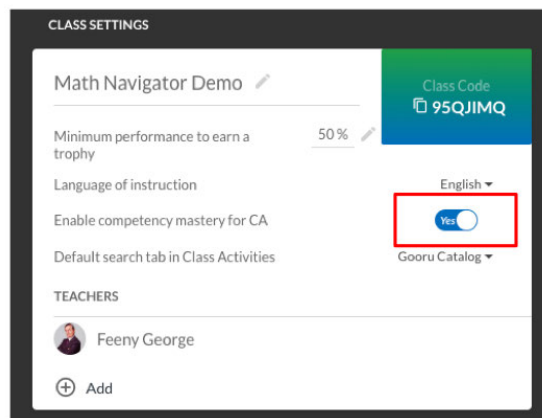 CLASS SETTINGS
Math Navigator Demo
Class Code
95QJIMQ
Minimum performance to earn a
trophy
50 %
Language of instruction
English
Enable competency mastery for CA
Yes
Default search tab in Class Activities
Gooru Catalog
TEACHERS
Feeny George
Add